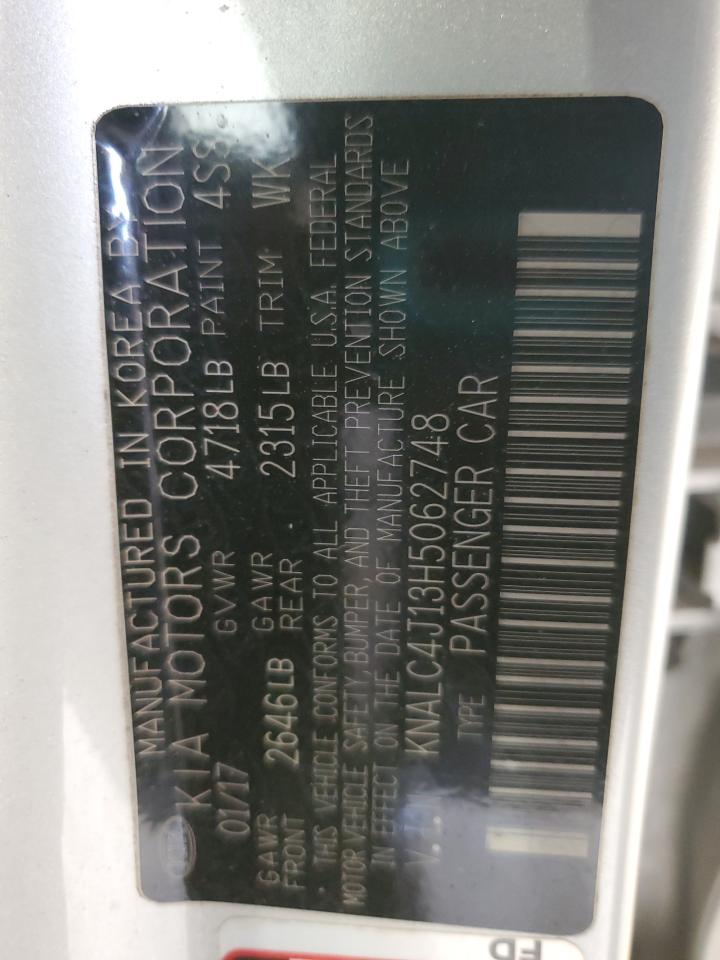 MANUFACTURED IN KOREA BY
KIA MOTORS CORPORATION
01/17 GVWR 4718LB PAINT 4SS
GAWR FRONT 2646LB GAWR REAR 2315LB TRIM WK
THIS VEHICLE CONFORMS TO ALL APPLICABLE U.S.A. FEDERAL
MOTOR VEHICLE SAFETY, BUMPER, AND THEFT PREVENTION STANDARDS
IN EFFECT ON THE DATE OF MANUFACTURE SHOWN ABOVE
V.I.N KNALC4J13H5062748
TYPE PASSENGER CAR